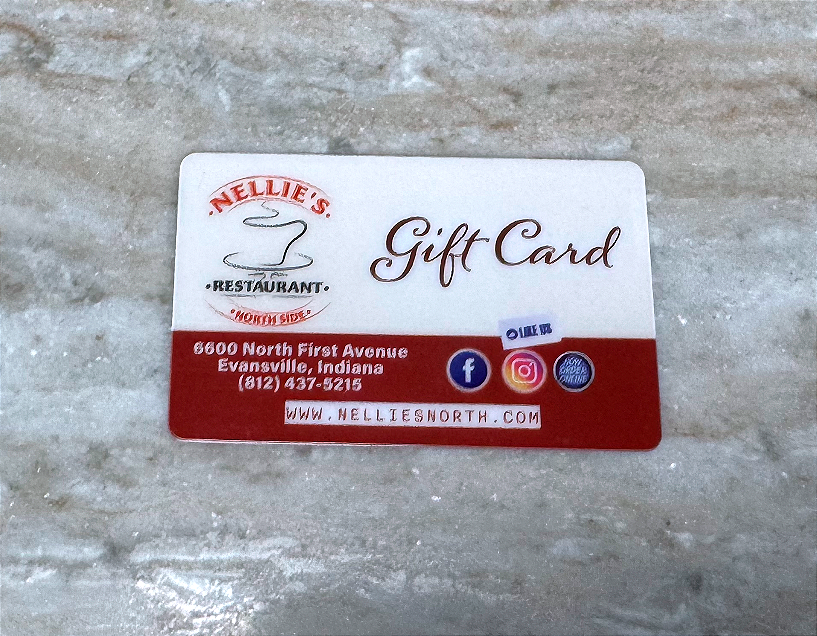 ·NELLIE'S·
·RESTAURANT·
·NORTH SIDE·
Gift Card
6600 North First Avenue
Evansville, Indiana
(812) 437-5215
LIKE US
f
NOW
ORDER
ONLINE
WWW.NELLIESNORTH.COM